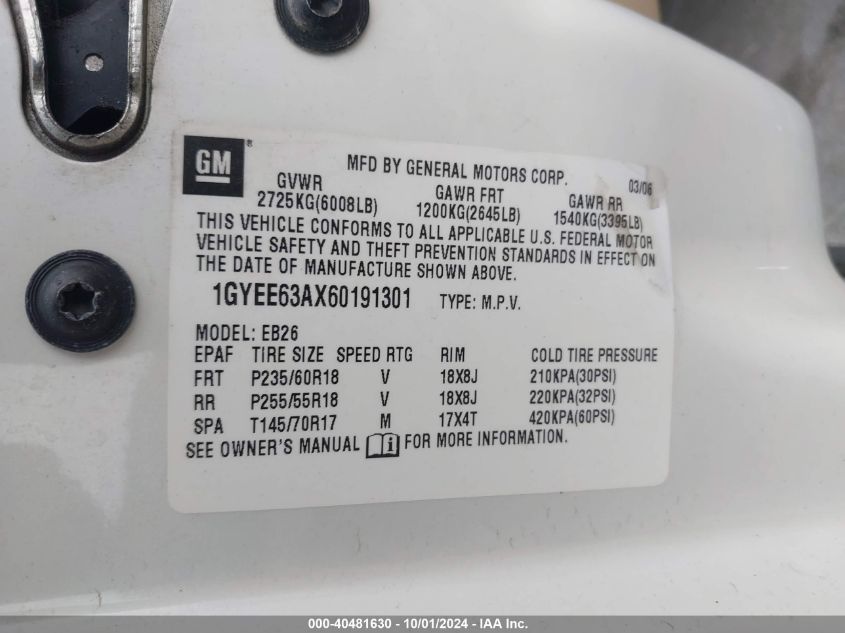 GM ® MFD BY GENERAL MOTORS CORP. 03/06
GVWR GAWR FRT GAWR RR
2725KG(6008LB) 1200KG(2645LB) 1540KG(3395LB)
THIS VEHICLE CONFORMS TO ALL APPLICABLE U.S. FEDERAL MOTOR
VEHICLE SAFETY AND THEFT PREVENTION STANDARDS IN EFFECT ON
THE DATE OF MANUFACTURE SHOWN ABOVE.
1GYEE63AX60191301 TYPE: M.P.V.
MODEL: EB26
EPAF TIRE SIZE SPEED RTG RIM COLD TIRE PRESSURE
FRT P235/60R18 V 18X8J 210KPA(30PSI)
RR P255/55R18 V 18X8J 220KPA(32PSI)
SPA T145/70R17 M 17X4T 420KPA(60PSI)
SEE OWNER'S MANUAL i FOR MORE INFORMATION.
000-40481630 - 10/01/2024 - IAA Inc.